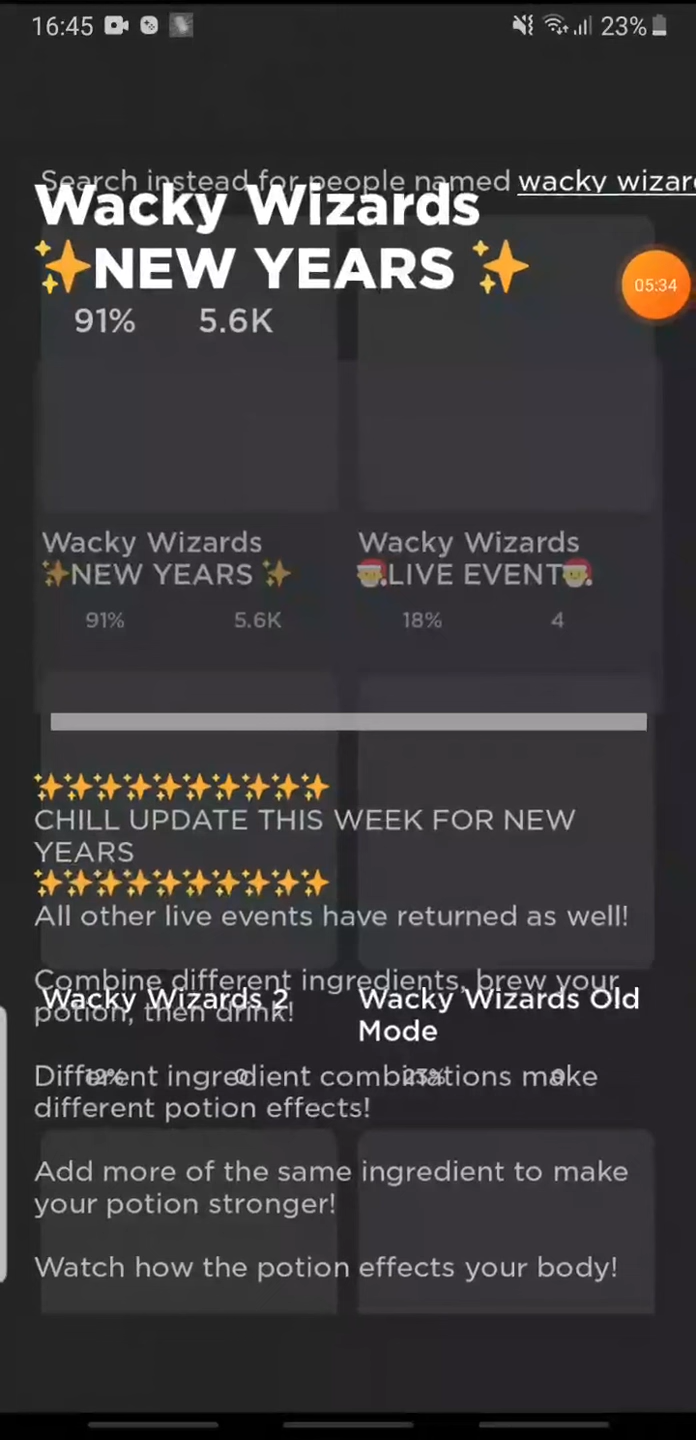 16:45 23%
Search instead for people named wacky wizar
Wacky Wizards
✨NEW YEARS ✨
05:34
91% 5.6K
Wacky Wizards
✨NEW YEARS ✨
91% 5.6K
Wacky Wizards
🎅LIVE EVENT🎅
18% 4
✨✨✨✨✨✨✨✨✨
CHILL UPDATE THIS WEEK FOR NEW
YEARS
✨✨✨✨✨✨✨✨✨
All other live events have returned as well!
Combine different ingredients, brew your
potion, then drink!
Wacky Wizards 2
12% 0
Wacky Wizards Old
Mode
23%
Different ingredient combinations make
different potion effects!
Add more of the same ingredient to make
your potion stronger!
Watch how the potion effects your body!